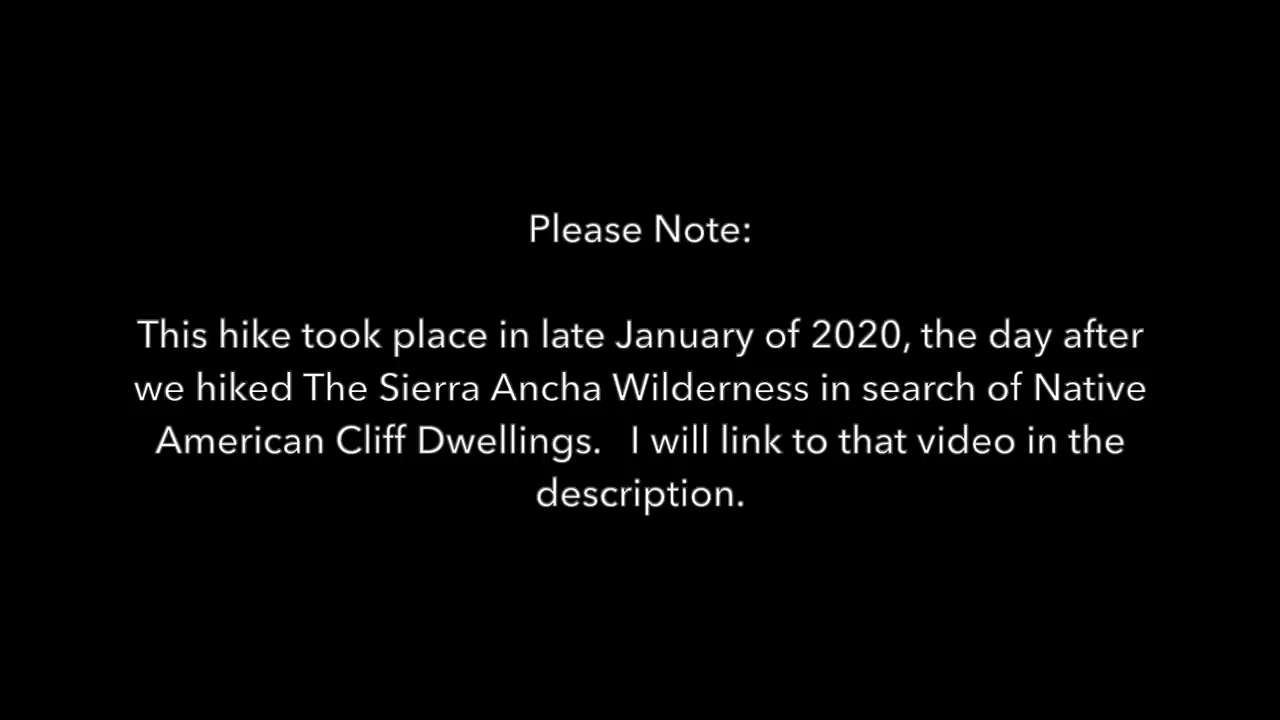 Please Note:
This hike took place in late January of 2020, the day after
we hiked The Sierra Ancha Wilderness in search of Native
American Cliff Dwellings.   I will link to that video in the
description.